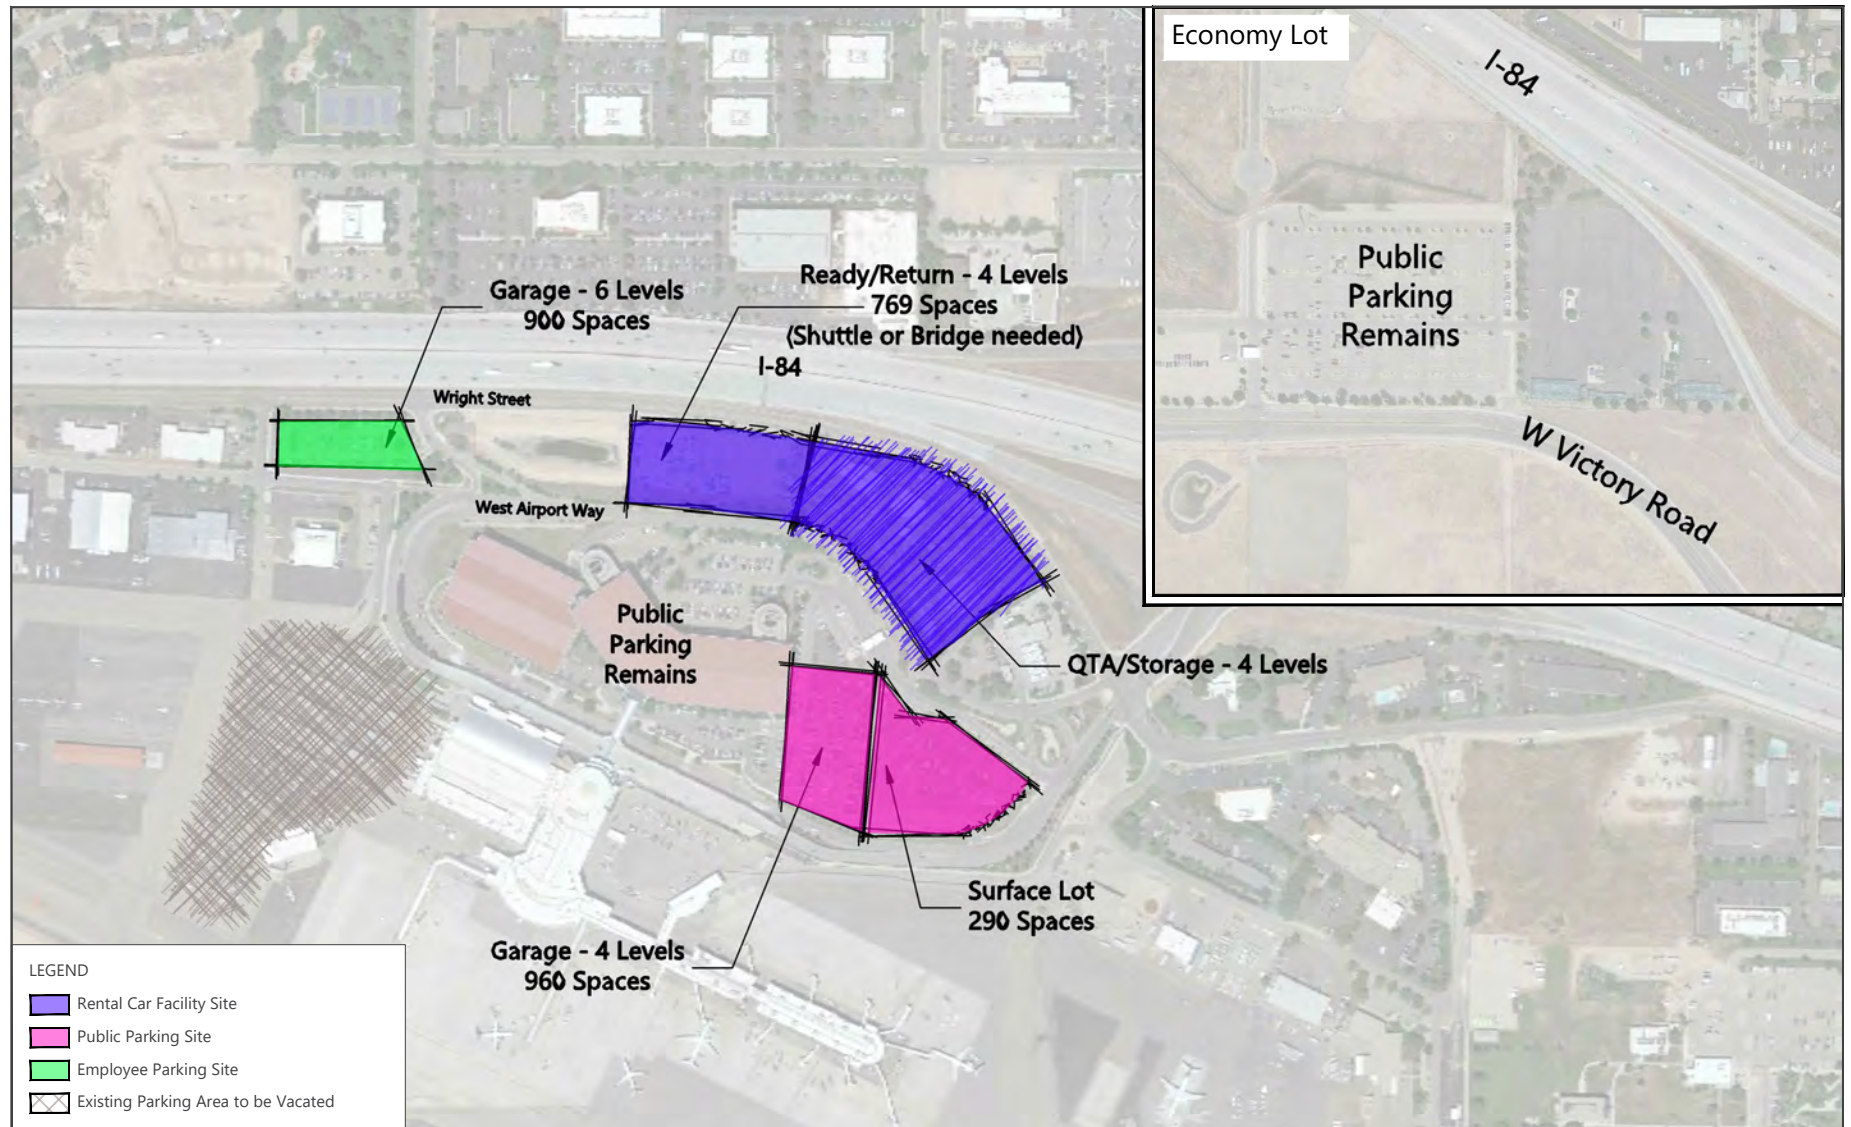 Economy Lot
I-84
Public
Parking
Remains
W Victory Road
Garage - 6 Levels
900 Spaces
Ready/Return - 4 Levels
769 Spaces
(Shuttle or Bridge needed)
I-84
Wright Street
West Airport Way
Public
Parking
Remains
QTA/Storage - 4 Levels
Surface Lot
290 Spaces
Garage - 4 Levels
960 Spaces
LEGEND
Rental Car Facility Site
Public Parking Site
Employee Parking Site
Existing Parking Area to be Vacated